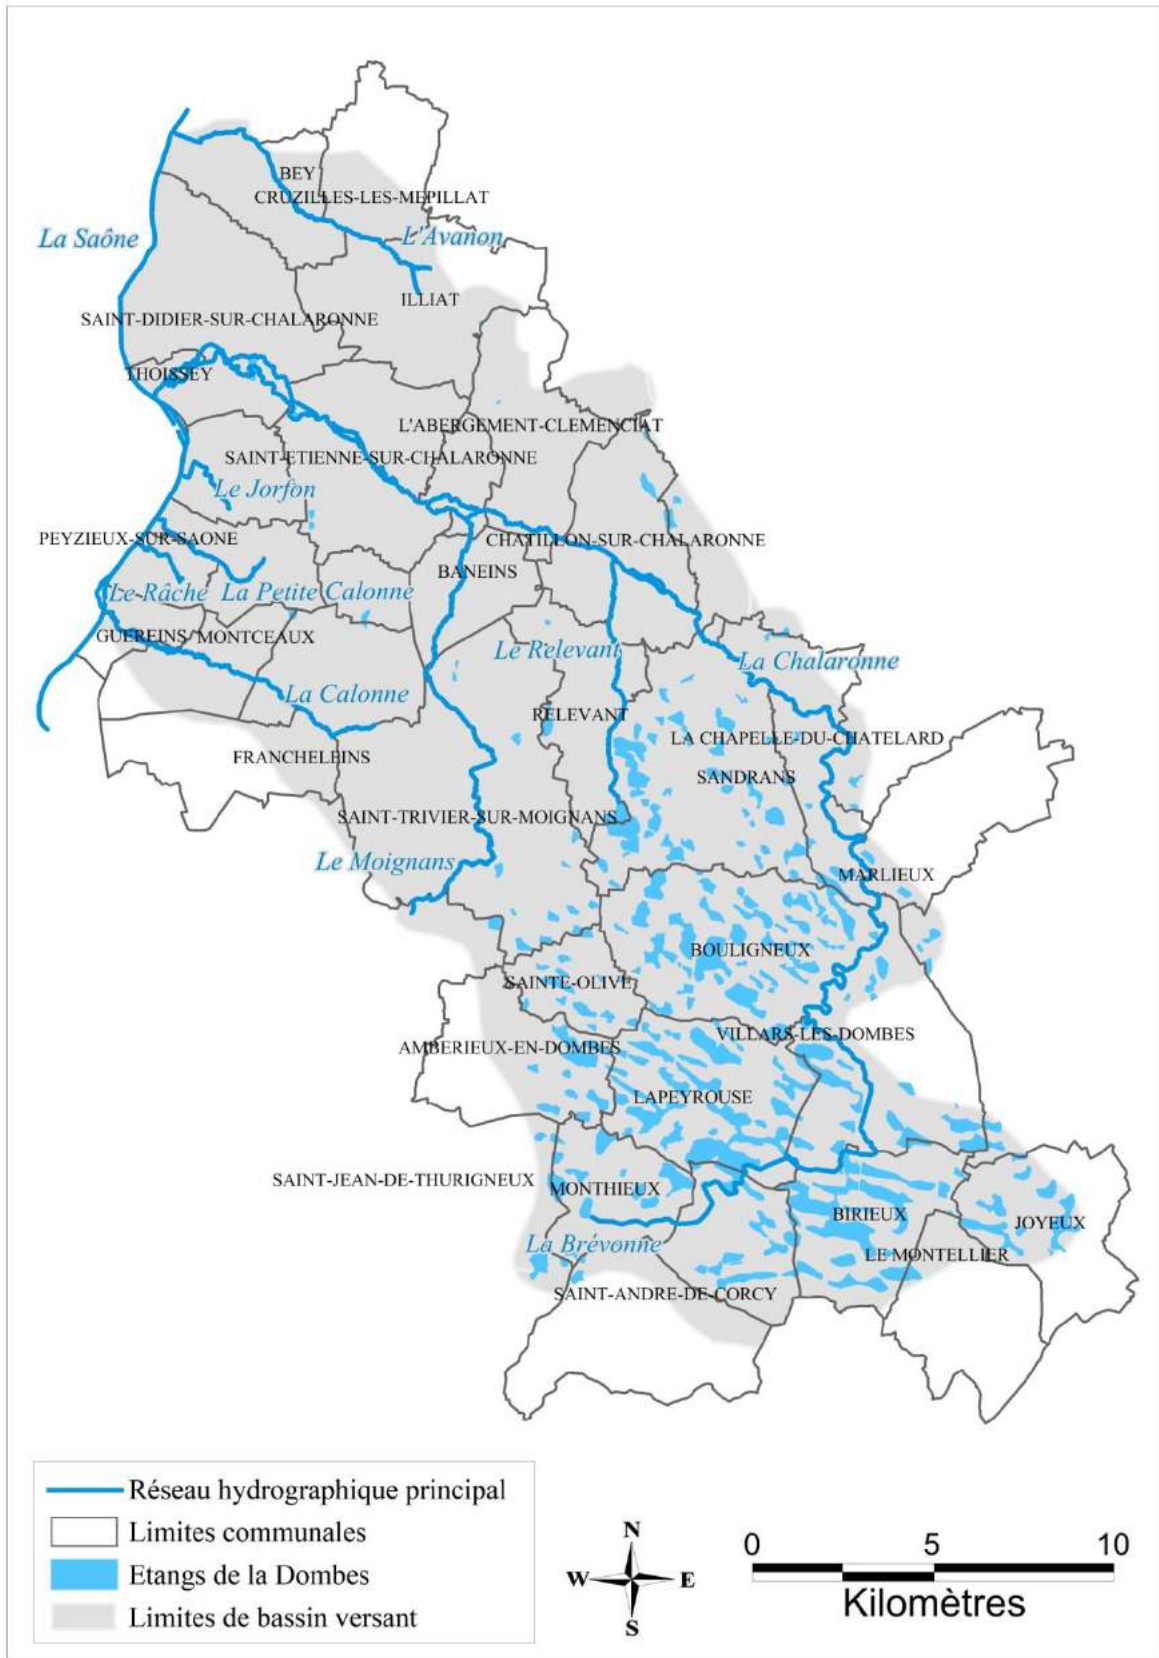 BEY
CRUZILLES-LES-MEPILLAT
La Saône
L'Avanon
ILLIAT
SAINT-DIDIER-SUR-CHALARONNE
THOISSEY
L'ABERGEMENT-CLEMENCIAT
SAINT-ETIENNE-SUR-CHALARONNE
Le Jorfon
PEYZIEUX-SUR-SAONE
CHATILLON-SUR-CHALARONNE
BANEINS
Le Râche
La Petite Calonne
GUEREINS
MONTCEAUX
Le Relevant
La Chalaronne
La Calonne
RELEVANT
LA CHAPELLE-DU-CHATELARD
FRANCHELEINS
SANDRANS
SAINT-TRIVIER-SUR-MOIGNANS
Le Moignans
MARLIEUX
BOULIGNEUX
SAINTE-OLIVE
VILLARS-LES-DOMBES
AMBERIEUX-EN-DOMBES
LAPEYROUSE
SAINT-JEAN-DE-THURIGNEUX
MONTHIEUX
BIRIEUX
JOYEUX
La Brévonne
LE MONTELLIER
SAINT-ANDRE-DE-CORCY
Réseau hydrographique principal
Limites communales
Etangs de la Dombes
Limites de bassin versant
N
W E
S
0 5 10
Kilomètres